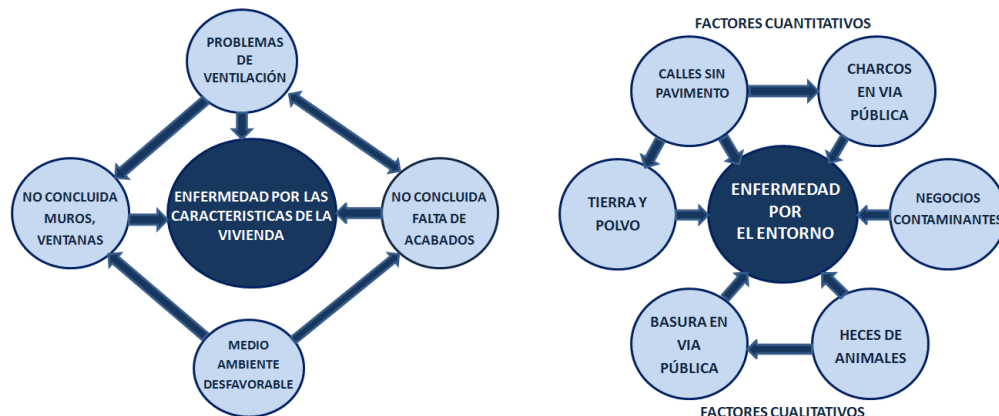 PROBLEMAS
DE
VENTILACIÓN
NO CONCLUIDA
MUROS,
VENTANAS
ENFERMEDAD POR LAS
CARACTERISTICAS DE LA
VIVIENDA
NO CONCLUIDA
FALTA DE
ACABADOS
MEDIO
AMBIENTE
DESFAVORABLE
FACTORES CUANTITATIVOS
CALLES SIN
PAVIMENTO
CHARCOS
EN VIA
PÚBLICA
TIERRA Y
POLVO
ENFERMEDAD
POR
EL ENTORNO
NEGOCIOS
CONTAMINANTES
BASURA EN
VIA
PÚBLICA
HECES DE
ANIMALES
FACTORES CUALITATIVOS